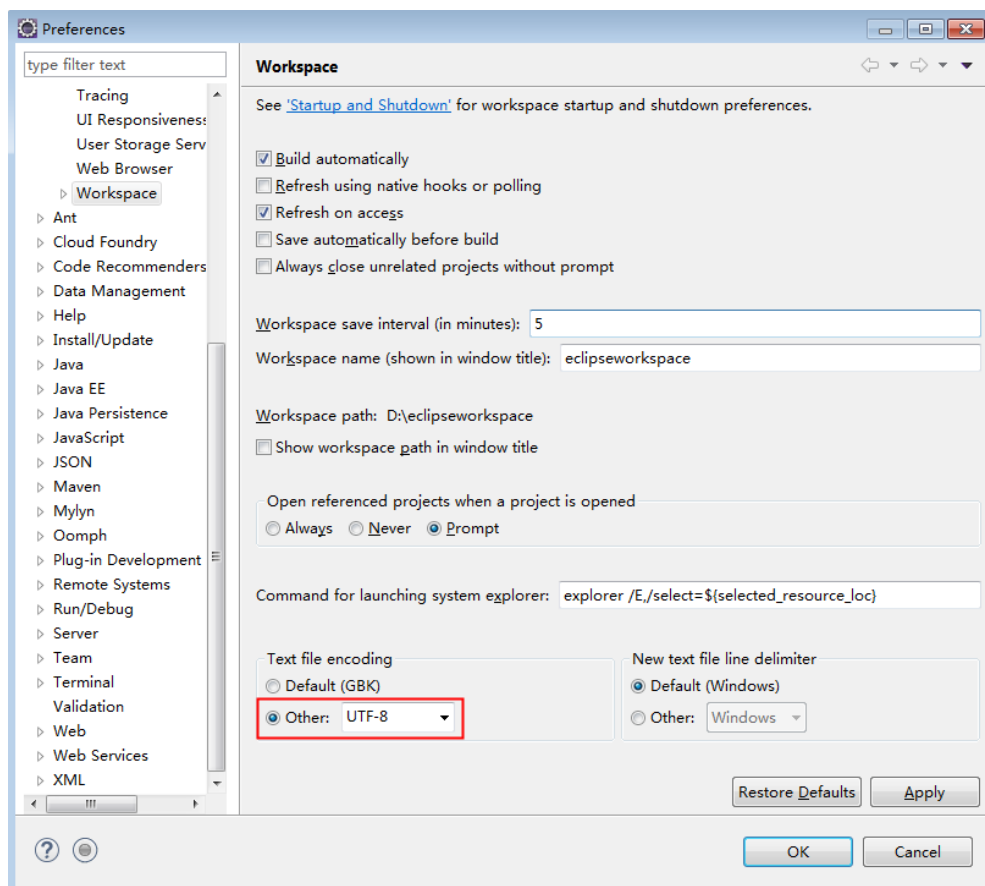 Preferences
type filter text
Tracing
UI Responsiveness
User Storage Serv
Web Browser
Workspace
Ant
Cloud Foundry
Code Recommenders
Data Management
Help
Install/Update
Java
Java EE
Java Persistence
JavaScript
JSON
Maven
Mylyn
Oomph
Plug-in Development
Remote Systems
Run/Debug
Server
Team
Terminal
Validation
Web
Web Services
XML
Workspace
See 'Startup and Shutdown' for workspace startup and shutdown preferences.
Build automatically
Refresh using native hooks or polling
Refresh on access
Save automatically before build
Always close unrelated projects without prompt
Workspace save interval (in minutes): 5
Workspace name (shown in window title): eclipseworkspace
Workspace path: D:\eclipseworkspace
Show workspace path in window title
Open referenced projects when a project is opened
Always Never Prompt
Command for launching system explorer: explorer /E,/select=${selected_resource_loc}
Text file encoding
Default (GBK)
Other: UTF-8
New text file line delimiter
Default (Windows)
Other: Windows
Restore Defaults Apply
OK Cancel